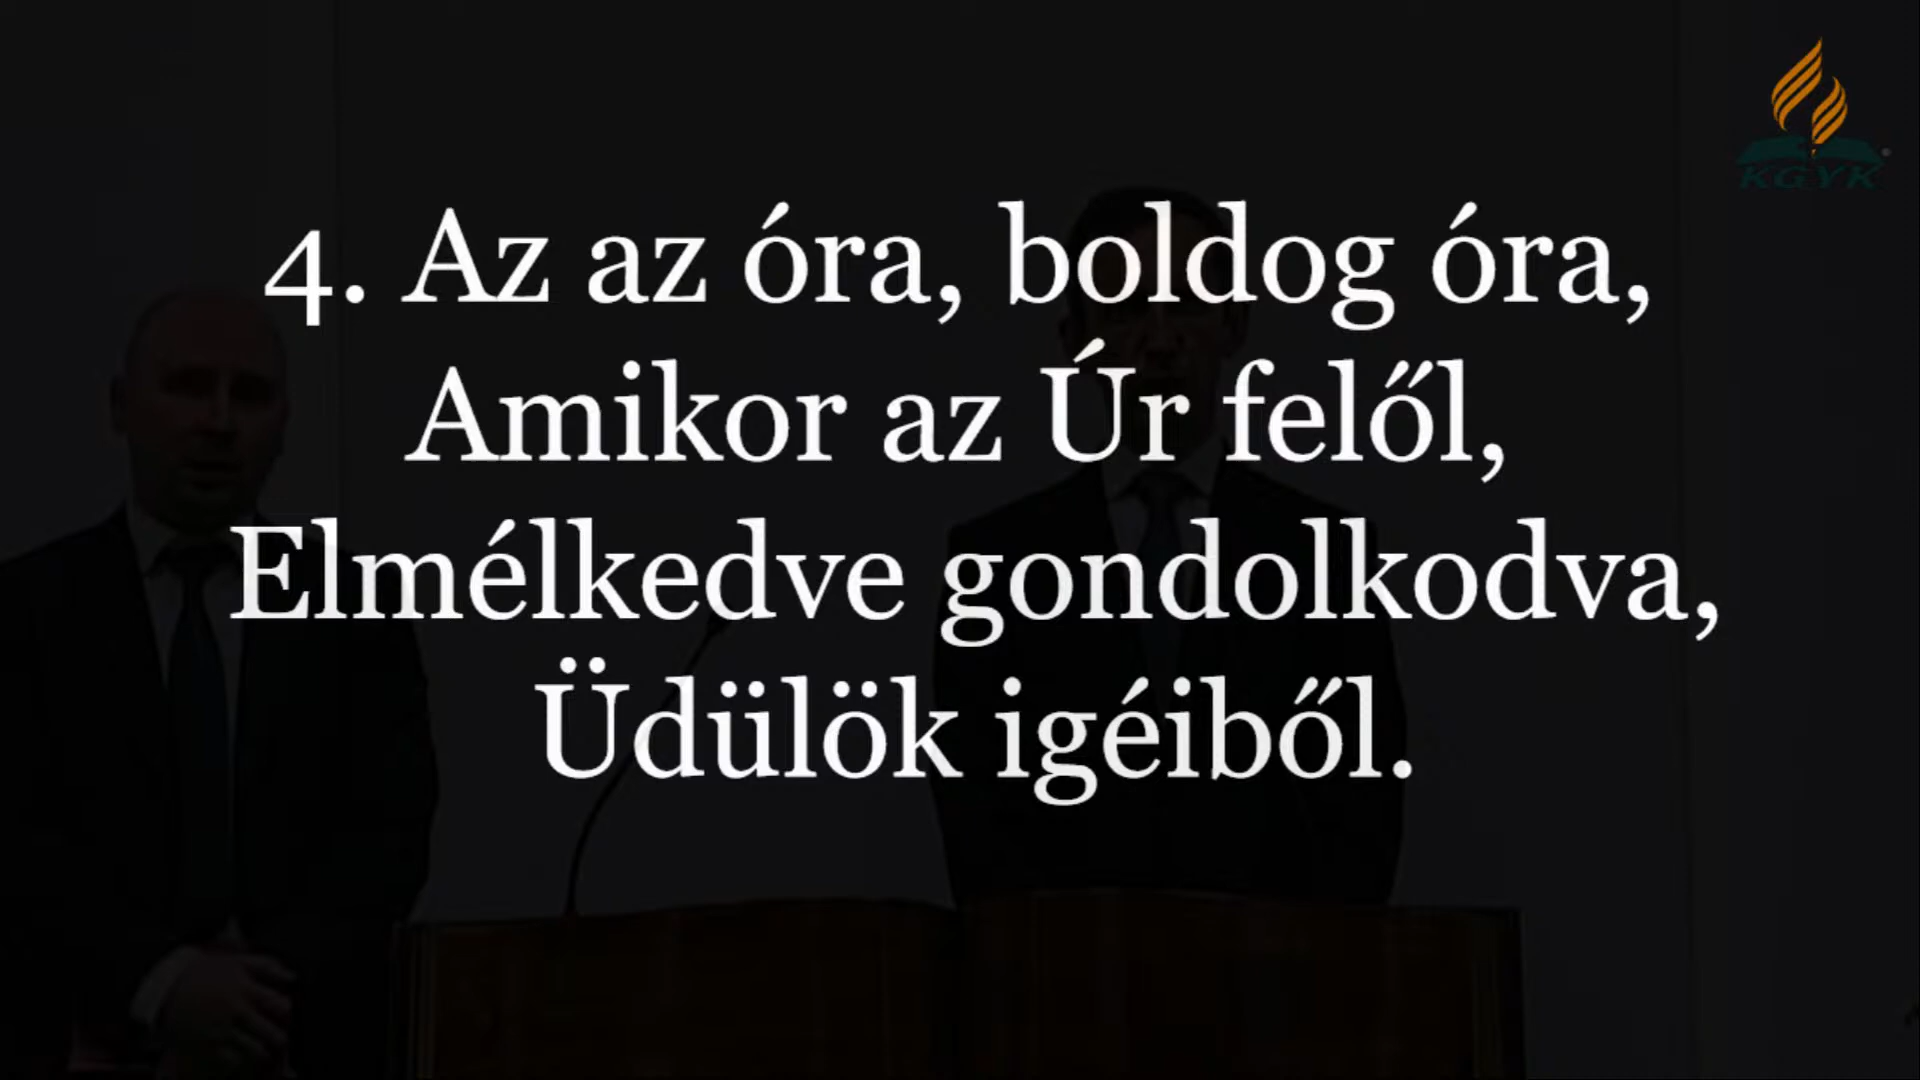 KGYK
4. Az az óra, boldog óra,
Amikor az Úr felől,
Elmélkedve gondolkodva,
Üdülök igéiből.